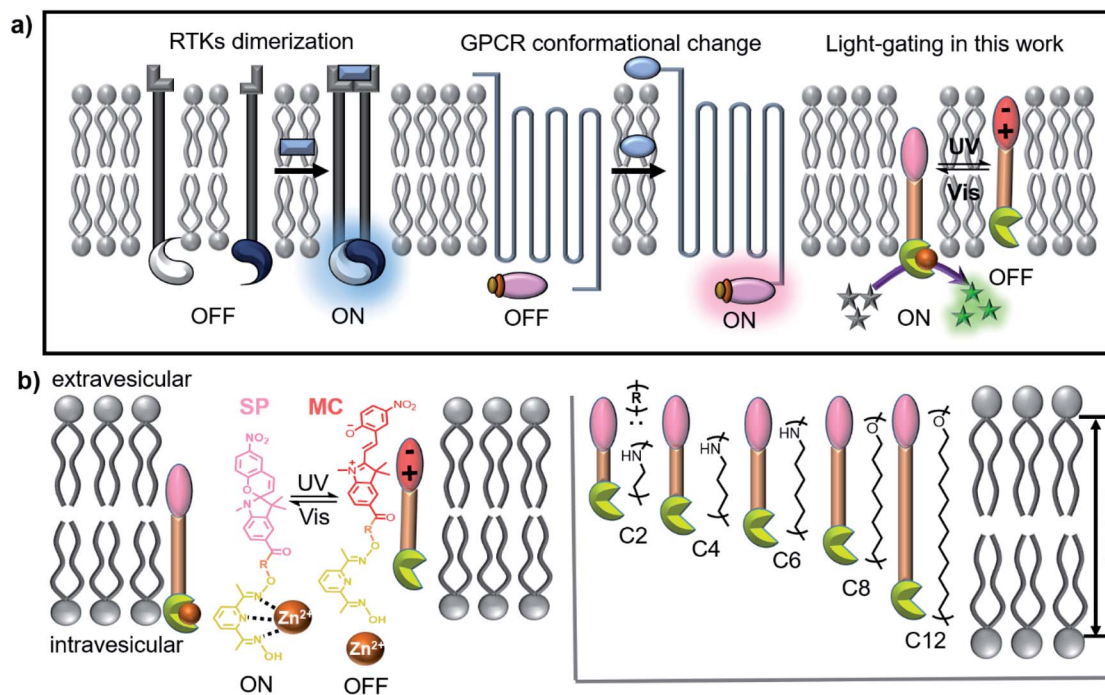 a)
RTKs dimerization
GPCR conformational change
Light-gating in this work
OFF
ON
OFF
ON
- +
UV
Vis
ON
OFF
b)
extravesicular
intravesicular
SP
MC
NO₂
O
N
O
R
O
N
N
N
OH
Zn²⁺
ON
UV
Vis
NO₂
O⁻
N⁺
O
R
O
N
N
N
OH
Zn²⁺
OFF
- +
R
HN
C2
HN
C4
HN
C6
O
C8
O
C12